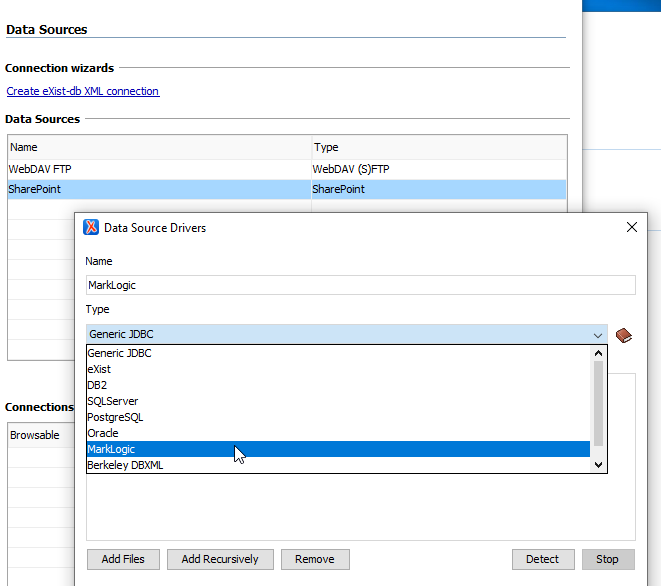 Data Sources
Connection wizards
Create eXist-db XML connection
Data Sources
Name Type
WebDAV FTP WebDAV (S)FTP
SharePoint SharePoint
Data Source Drivers
Name
MarkLogic
Type
Generic JDBC
Generic JDBC
eXist
DB2
SQLServer
PostgreSQL
Oracle
MarkLogic
Berkeley DBXML
Connections
Browsable
Add Files Add Recursively Remove Detect Stop